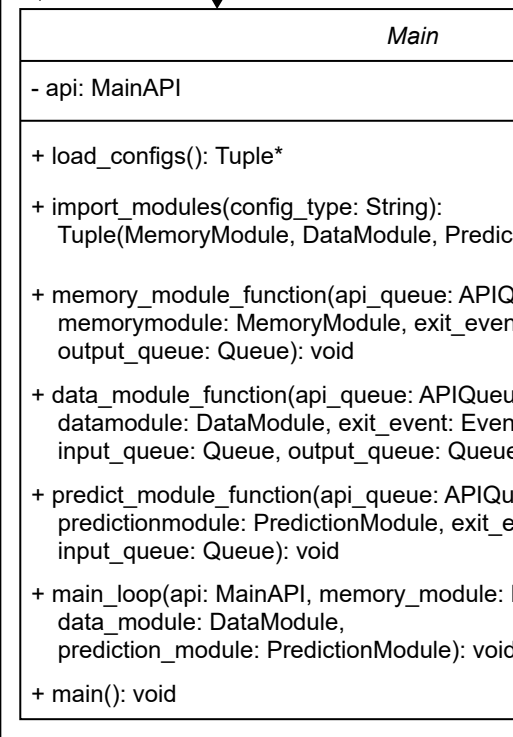 Main
- api: MainAPI
+ load_configs(): Tuple*
+ import_modules(config_type: String):
Tuple(MemoryModule, DataModule, Predic
+ memory_module_function(api_queue: APIQ
memorymodule: MemoryModule, exit_even
output_queue: Queue): void
+ data_module_function(api_queue: APIQueu
datamodule: DataModule, exit_event: Even
input_queue: Queue, output_queue: Queue
+ predict_module_function(api_queue: APIQu
predictionmodule: PredictionModule, exit_e
input_queue: Queue): void
+ main_loop(api: MainAPI, memory_module:
data_module: DataModule,
prediction_module: PredictionModule): void
+ main(): void